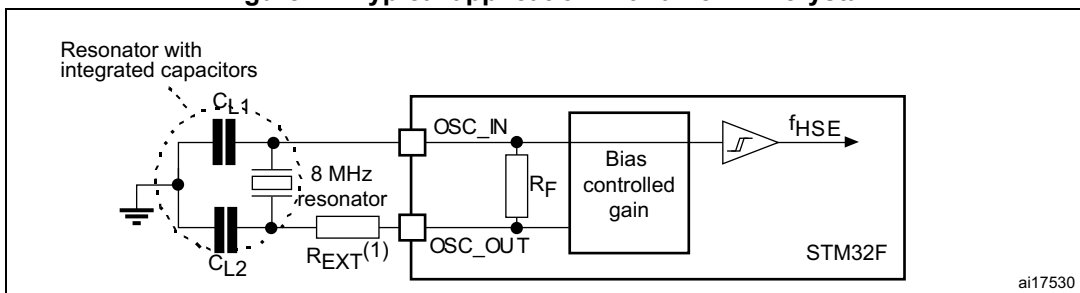 Resonator with
integrated capacitors
CL1
OSC_IN
fHSE
8 MHz
resonator
RF
Bias
controlled
gain
REXT(1)
OSC_OUT
STM32F
CL2
ai17530